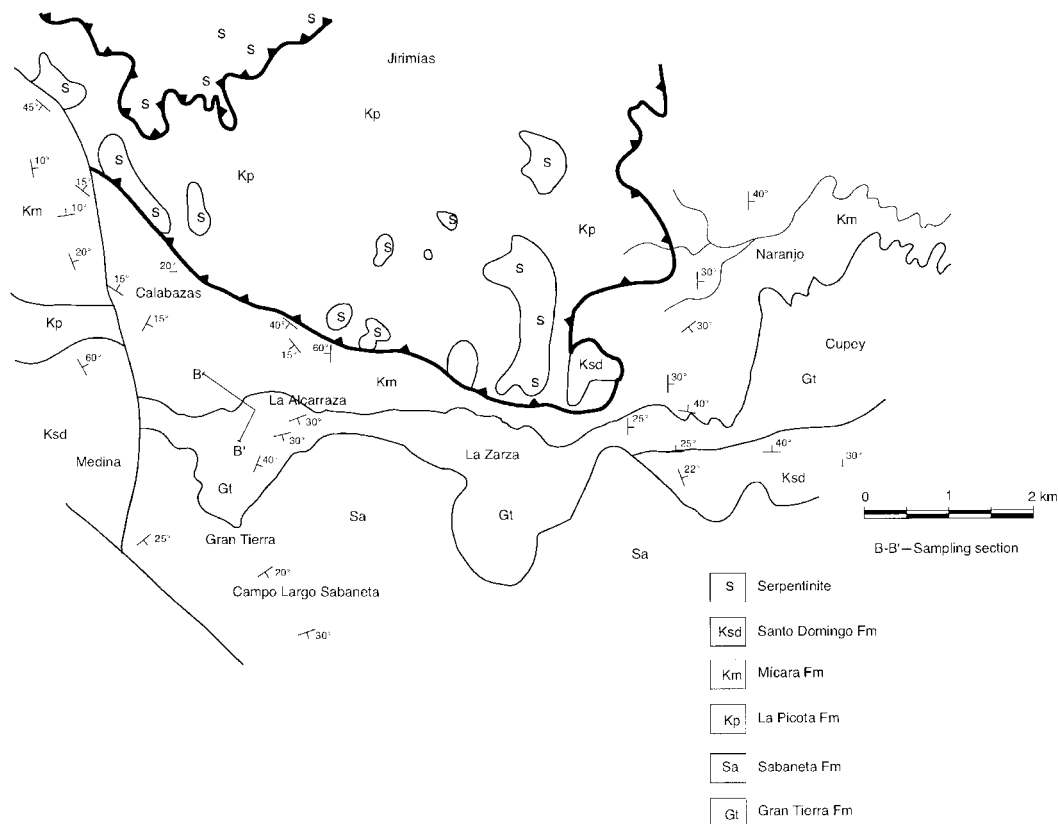 S
S
S
S
S
Jirimías
S
45°
Kp
10°
S
15°
Kp
S
40°
Km
Km
10°
S
S
S
Kp
Naranjo
20°
S
S
20°
30°
15°
Calabazas
Kp
15°
40°
S
S
S
30°
Cupey
60°
15°
60°
Ksd
Gt
B
Km
S
30°
La Alcarraza
40°
Ksd
30°
25°
B'
30°
La Zarza
25°
40°
Medina
40°
22°
30°
Ksd
Gt
Gt
0 1 2 km
Sa
25°
Gran Tierra
Sa
B-B'—Sampling section
20°
Campo Largo Sabaneta
S Serpentinite
30°
Ksd Santo Domingo Fm
Km Mícara Fm
Kp La Picota Fm
Sa Sabaneta Fm
Gt Gran Tierra Fm